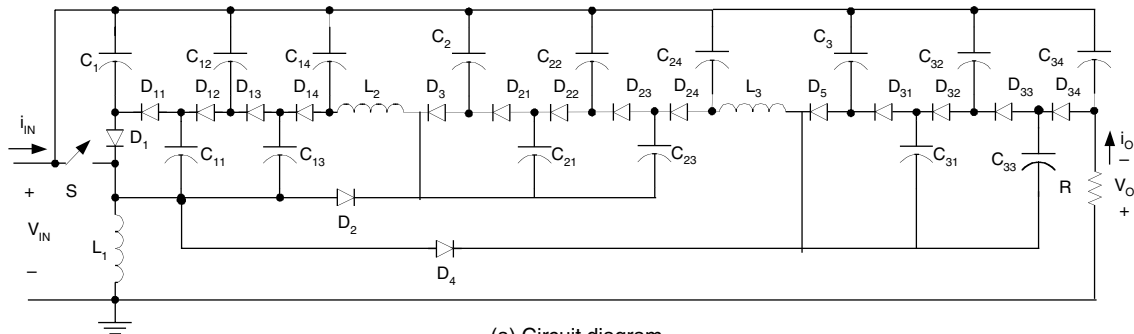 C1 C12 C14 C2 C22 C24 C3 C32 C34
D11 D12 D13 D14 L2 D3 D21 D22 D23 D24 L3 D5 D31 D32 D33 D34
iIN D1 C11 C13 C21 C23 C31 C33 iO
+ S R − VO +
D2
VIN L1
− D4
(a) Circuit diagram